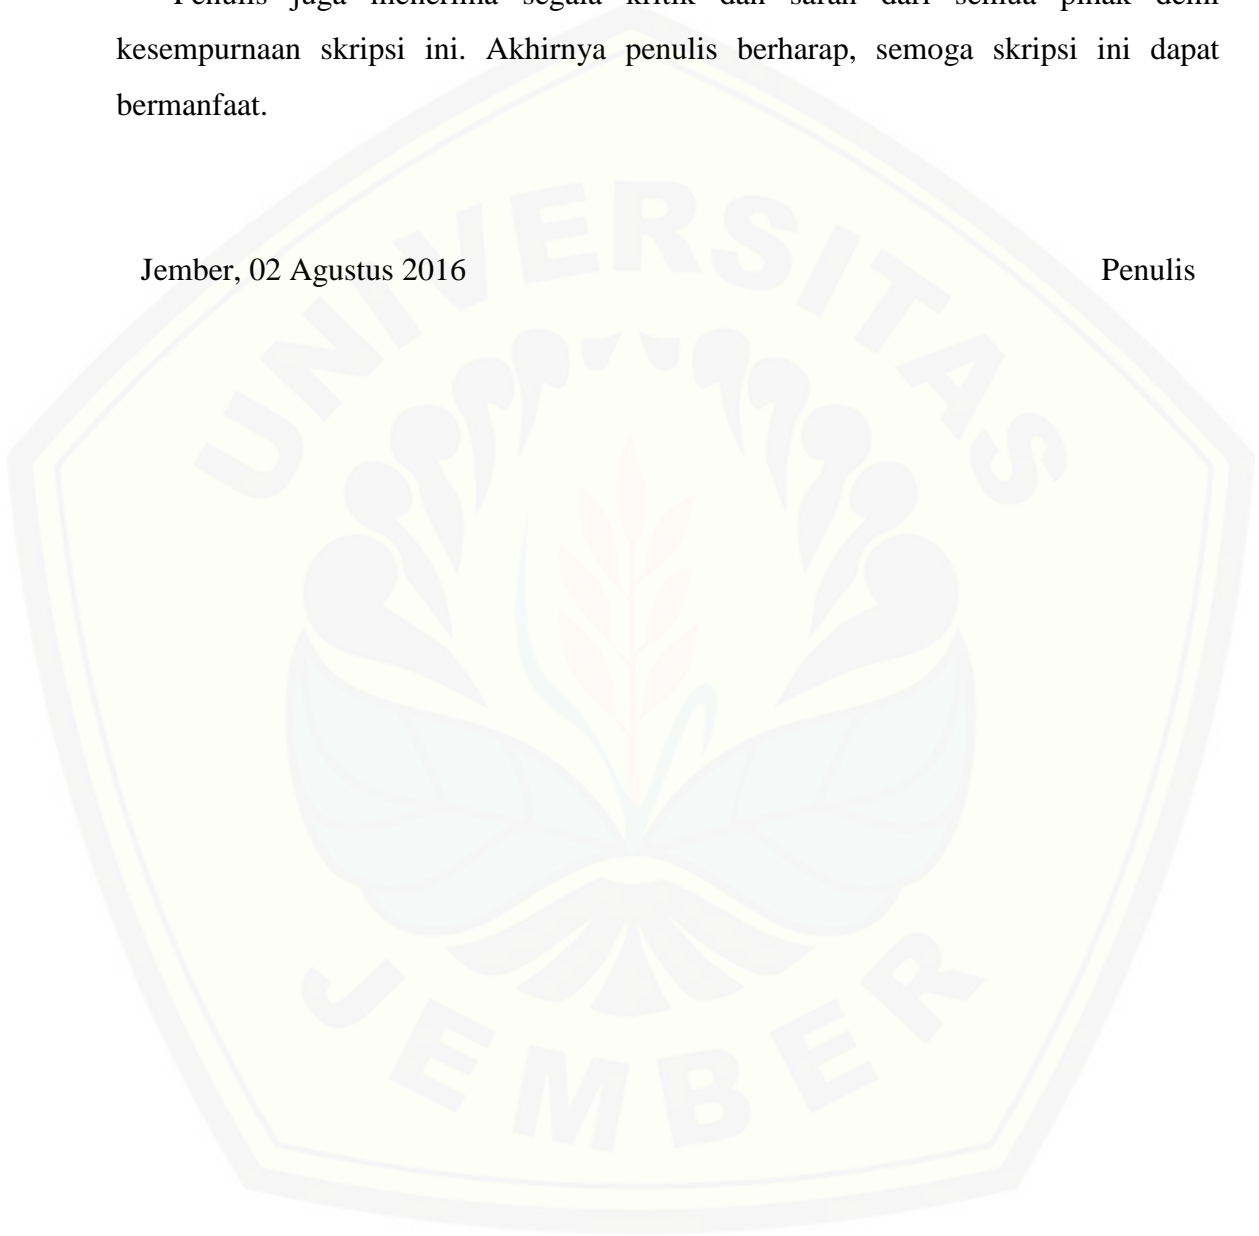 Penulis juga menerima segala kritik dan saran dari semua pihak demi
kesempurnaan skripsi ini. Akhirnya penulis berharap, semoga skripsi ini dapat
bermanfaat.
Jember, 02 Agustus 2016 Penulis
UNIVERSITAS
JEMBER